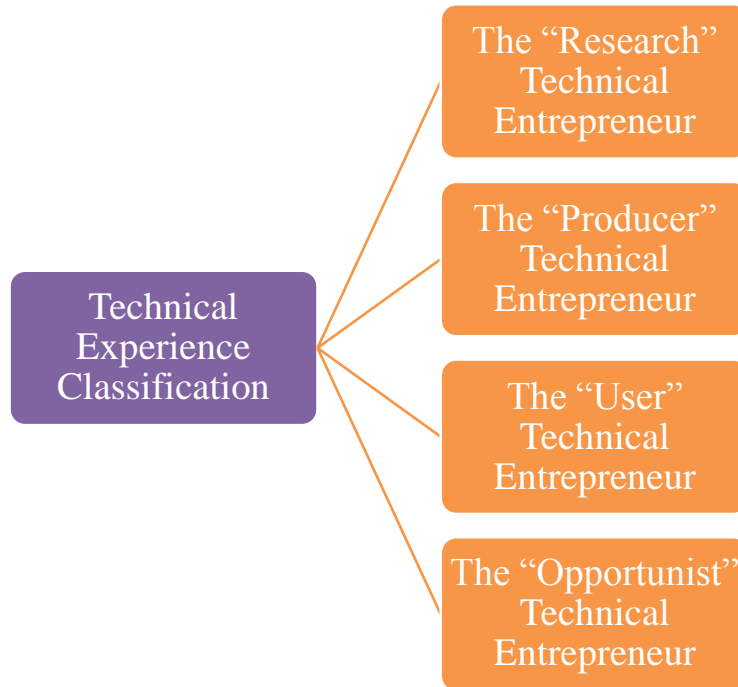 The “Research”
Technical
Entrepreneur
The “Producer”
Technical
Entrepreneur
Technical
Experience
Classification
The “User”
Technical
Entrepreneur
The “Opportunist”
Technical
Entrepreneur